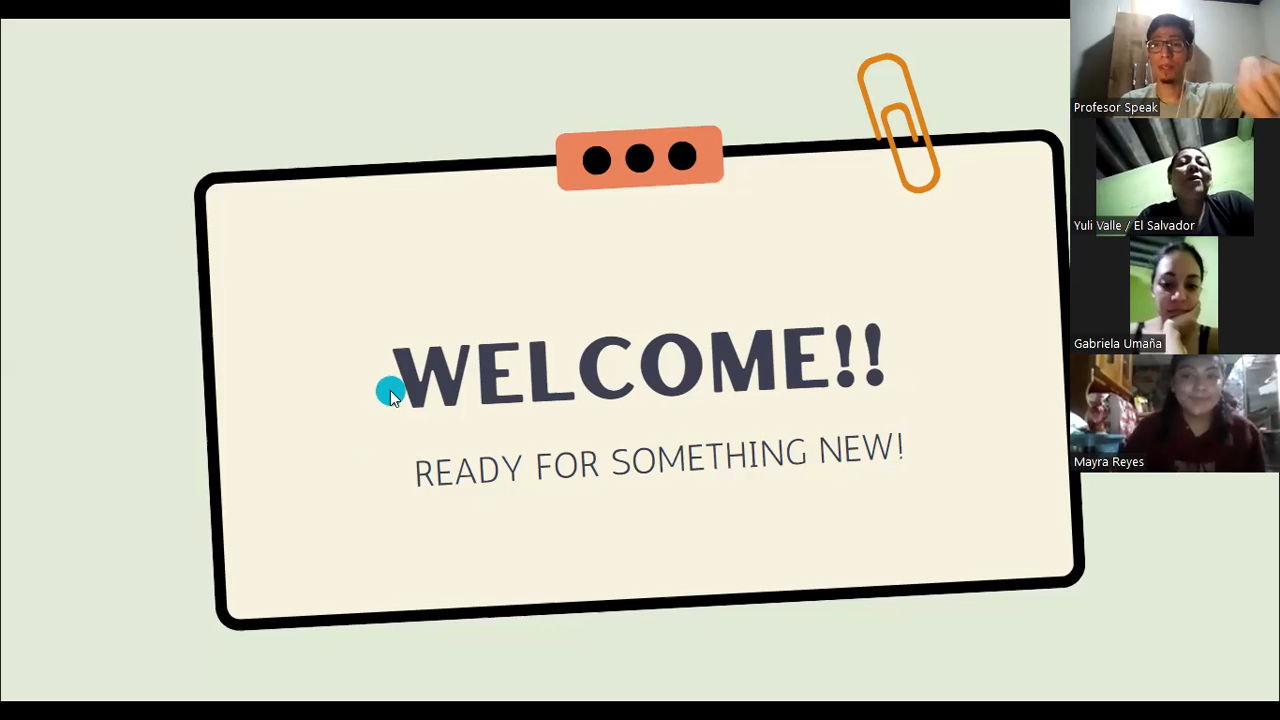 WELCOME!!
READY FOR SOMETHING NEW!
Profesor Speak
Yuli Valle / El Salvador
Gabriela Umaña
Mayra Reyes